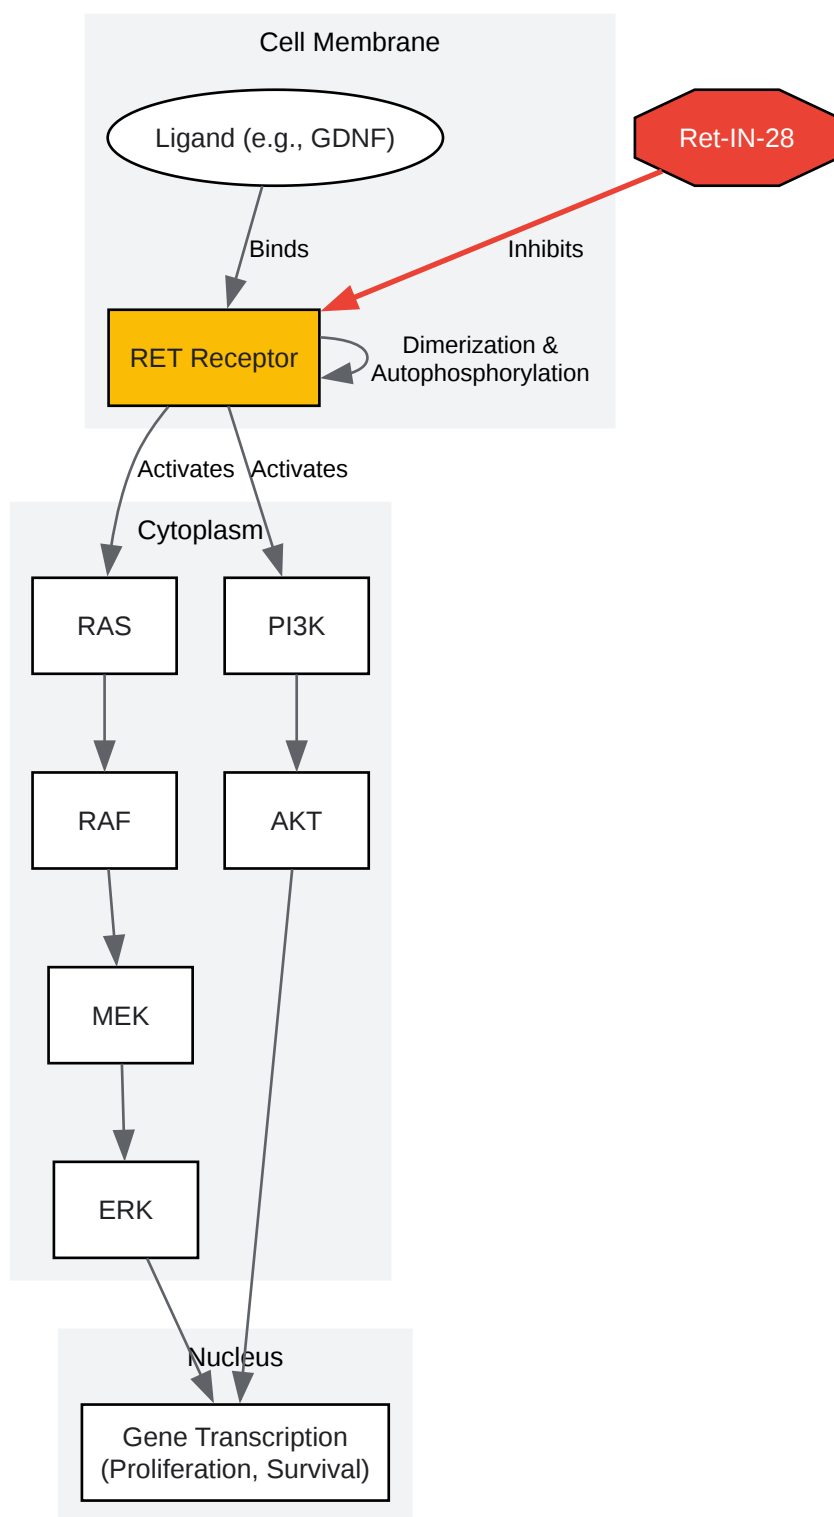 Cell Membrane
Ligand (e.g., GDNF)
Ret-IN-28
Binds
Inhibits
RET Receptor
Dimerization &
Autophosphorylation
Activates
Activates
Cytoplasm
RAS
PI3K
RAF
AKT
MEK
ERK
Nucleus
Gene Transcription
(Proliferation, Survival)